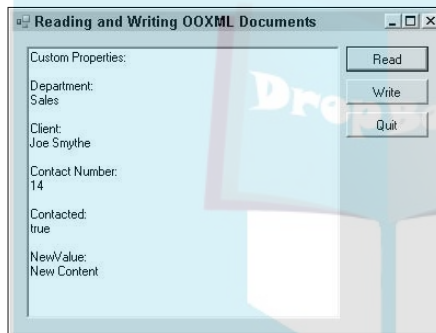 Reading and Writing OOXML Documents
Custom Properties:
Department:
Sales
Client:
Joe Smythe
Contact Number:
14
Contacted:
true
NewValue:
New Content
Read
Write
Quit